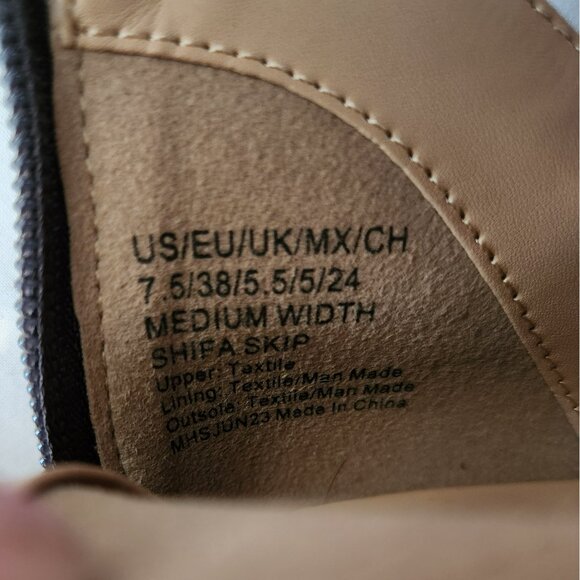 US/EU/UK/MX/CH
7.5/38/5.5/5/24
MEDIUM WIDTH
SHIFA SKIP
Upper: Textile
Lining: Textile/Man Made
Outsole: Textile/Man Made
MHSJUN23 Made In China